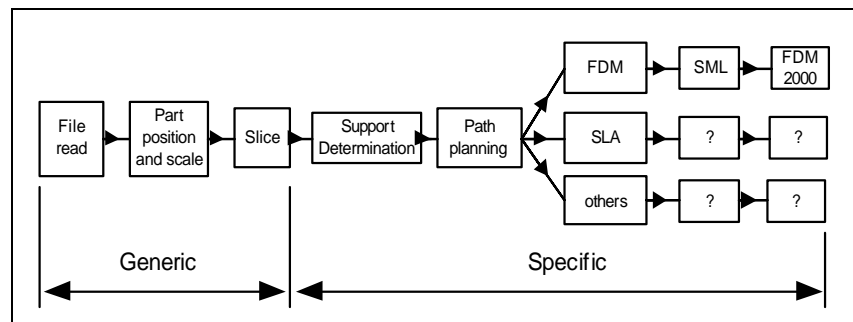 File
read
Part
position
and scale
Slice
Support
Determination
Path
planning
FDM
SML
FDM
2000
SLA
?
?
others
?
?
Generic
Specific